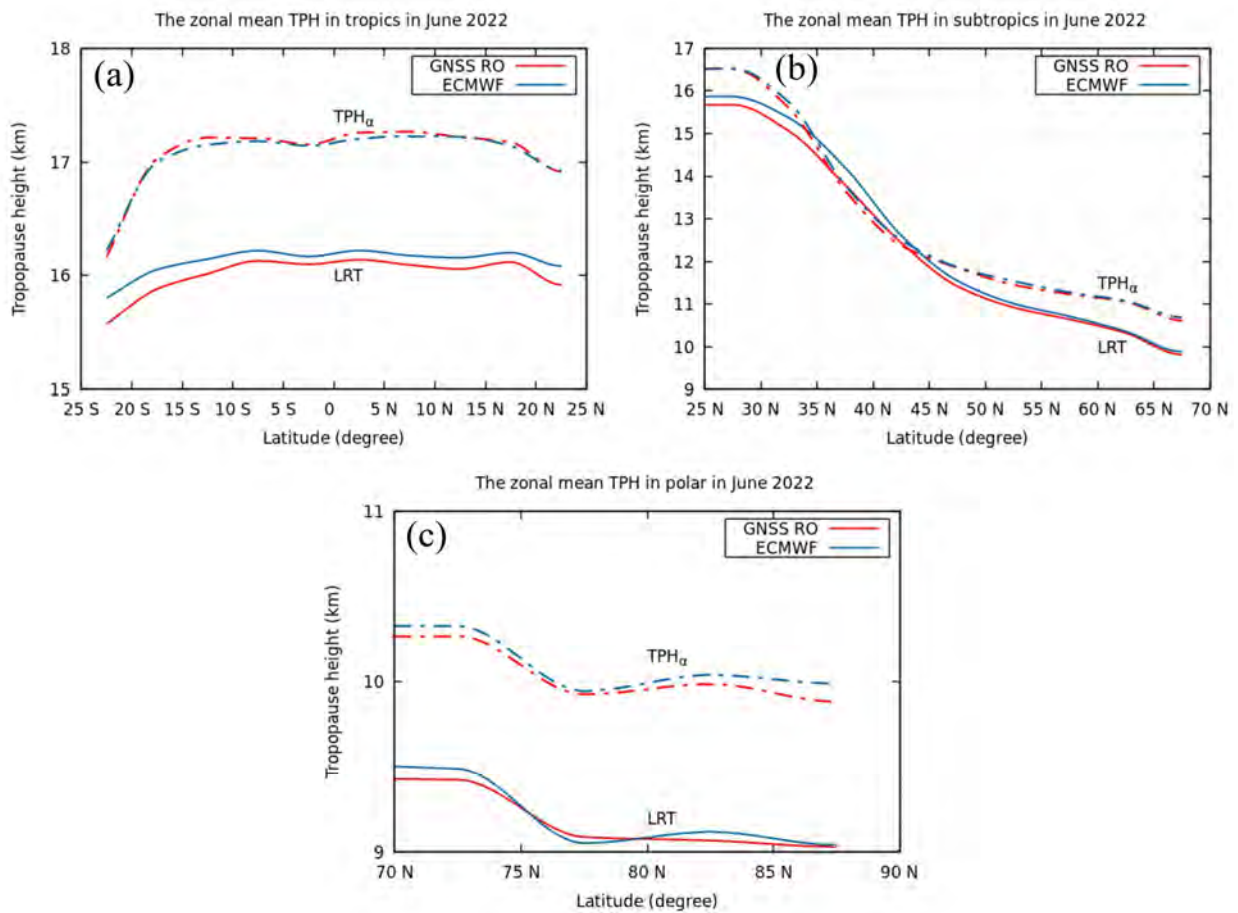 The zonal mean TPH in tropics in June 2022
(a)
GNSS RO
ECMWF
TPHα
LRT
Tropopause height (km)
18
17
16
15
25 S 20 S 15 S 10 S 5 S 0 5 N 10 N 15 N 20 N 25 N
Latitude (degree)
The zonal mean TPH in subtropics in June 2022
(b)
GNSS RO
ECMWF
TPHα
LRT
Tropopause height (km)
17
16
15
14
13
12
11
10
9
25 N 30 N 35 N 40 N 45 N 50 N 55 N 60 N 65 N 70 N
Latitude (degree)
The zonal mean TPH in polar in June 2022
(c)
GNSS RO
ECMWF
TPHα
LRT
Tropopause height (km)
11
10
9
70 N 75 N 80 N 85 N 90 N
Latitude (degree)